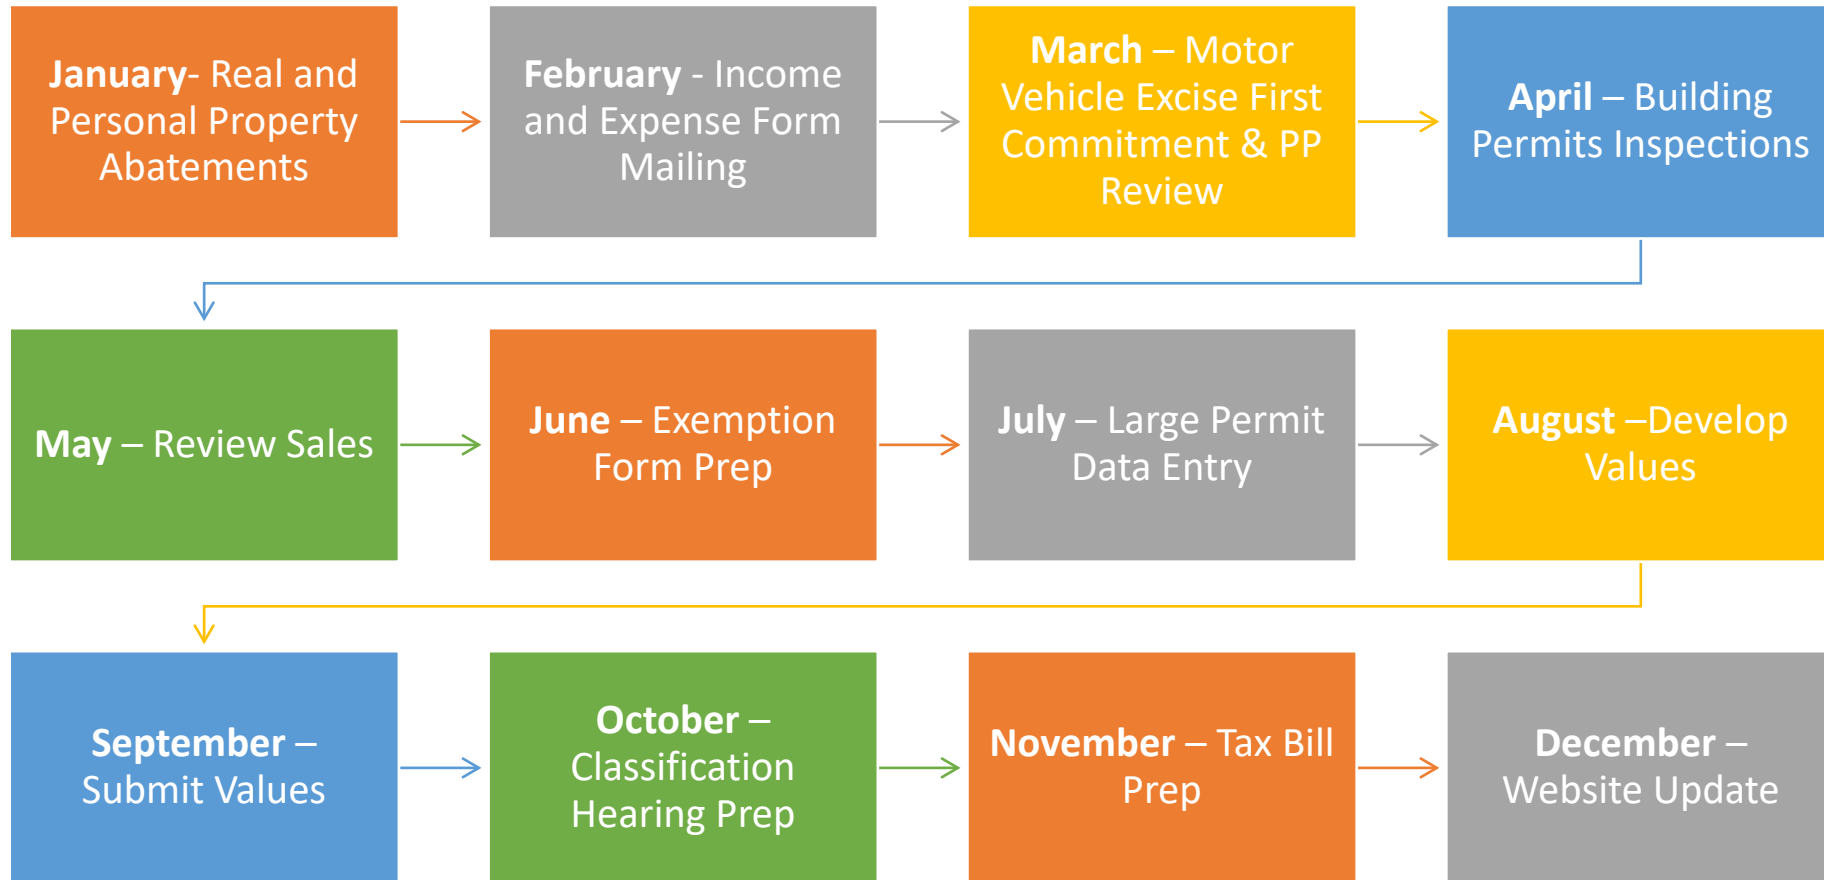 January- Real and
Personal Property
Abatements
February - Income
and Expense Form
Mailing
March – Motor
Vehicle Excise First
Commitment & PP
Review
April – Building
Permits Inspections
May – Review Sales
June – Exemption
Form Prep
July – Large Permit
Data Entry
August –Develop
Values
September –
Submit Values
October –
Classification
Hearing Prep
November – Tax Bill
Prep
December –
Website Update